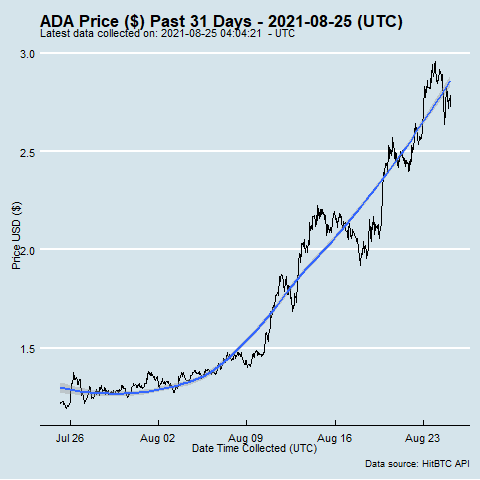 ADA Price ($) Past 31 Days - 2021-08-25 (UTC)
Latest data collected on: 2021-08-25 04:04:21 - UTC
3.0
2.5
2.0
1.5
Price USD ($)
Jul 26 Aug 02 Aug 09 Aug 16 Aug 23
Date Time Collected (UTC)
Data source: HitBTC API